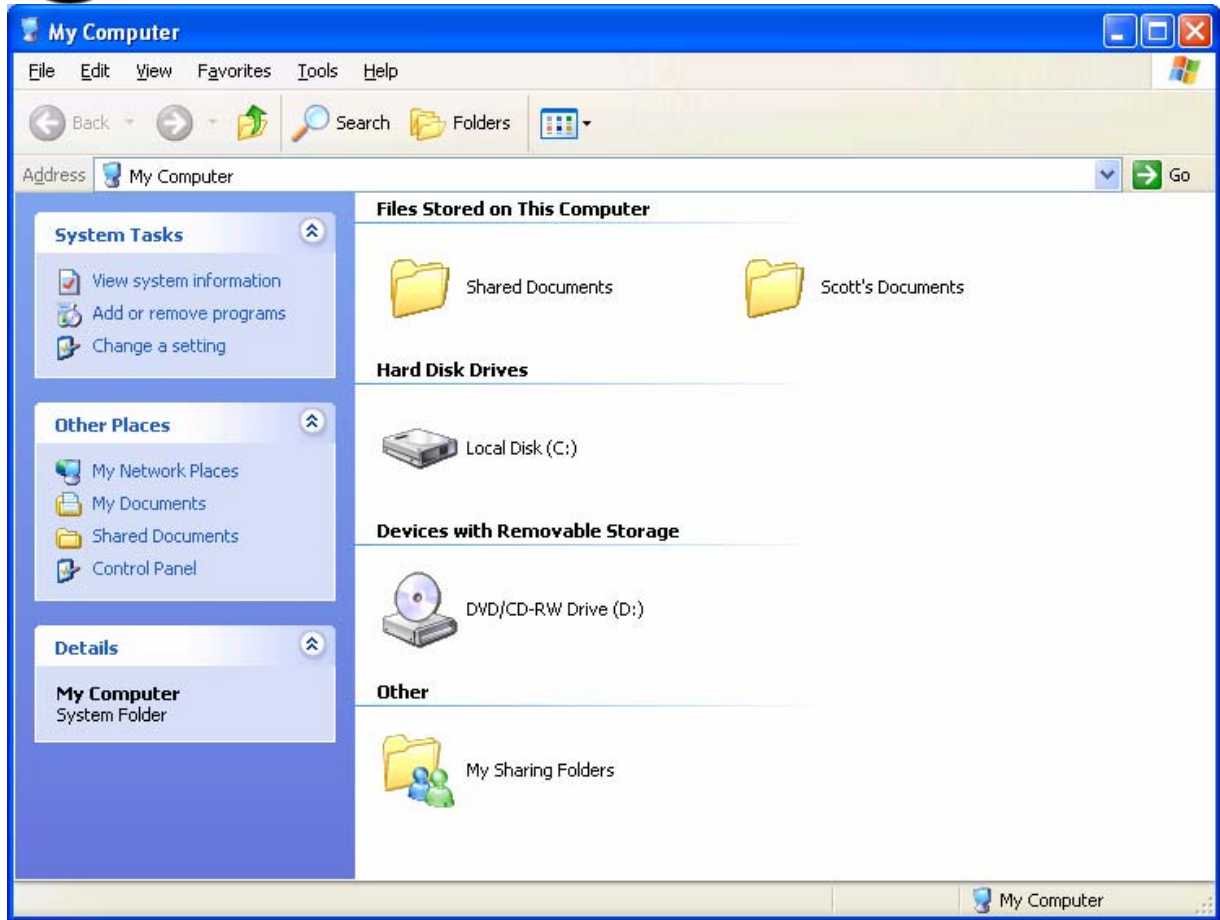 My Computer
File Edit View Favorites Tools Help
Back Search Folders
Address My Computer Go
System Tasks
View system information
Add or remove programs
Change a setting
Other Places
My Network Places
My Documents
Shared Documents
Control Panel
Details
My Computer
System Folder
Files Stored on This Computer
Shared Documents Scott's Documents
Hard Disk Drives
Local Disk (C:)
Devices with Removable Storage
DVD/CD-RW Drive (D:)
Other
My Sharing Folders
My Computer